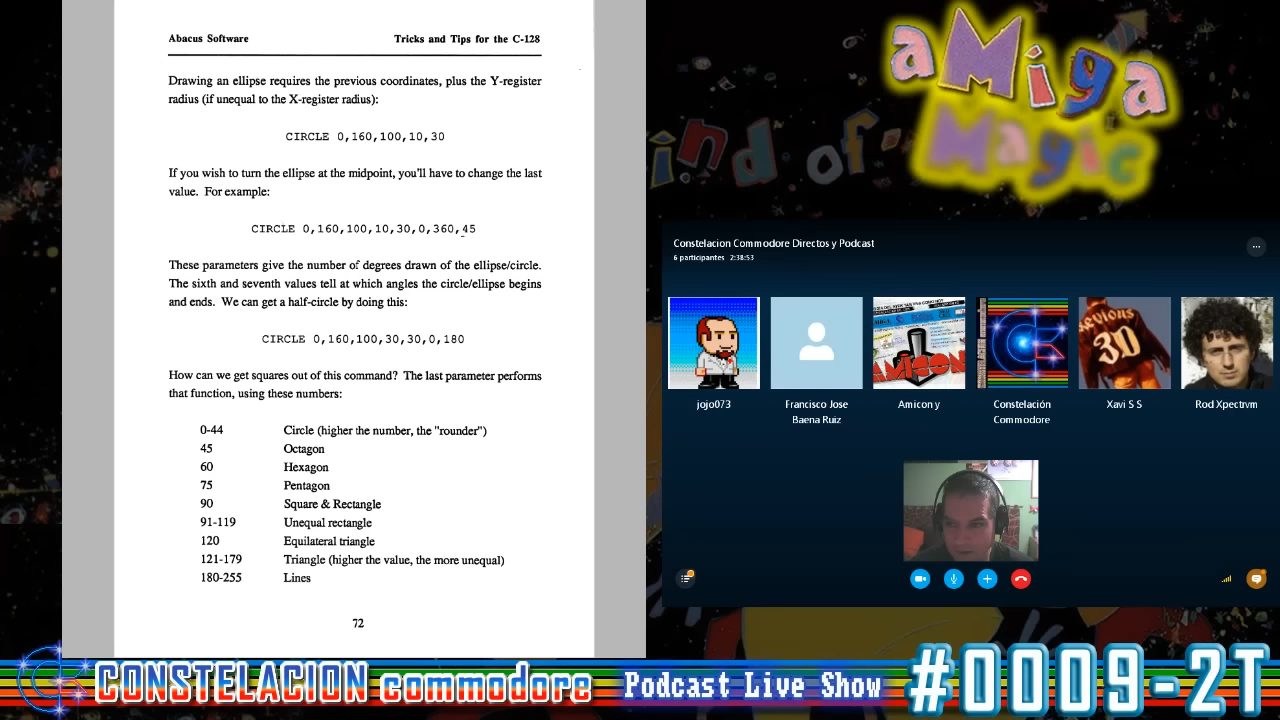 Abacus Software
Tricks and Tips for the C-128
Drawing an ellipse requires the previous coordinates, plus the Y-register
radius (if unequal to the X-register radius):
CIRCLE 0,160,100,10,30
If you wish to turn the ellipse at the midpoint, you'll have to change the last
value. For example:
CIRCLE 0,160,100,10,30,0,360,45
These parameters give the number of degrees drawn of the ellipse/circle.
The sixth and seventh values tell at which angles the circle/ellipse begins
and ends. We can get a half-circle by doing this:
CIRCLE 0,160,100,30,30,0,180
How can we get squares out of this command? The last parameter performs
that function, using these numbers:
0-44 Circle (higher the number, the "rounder")
45 Octagon
60 Hexagon
75 Pentagon
90 Square & Rectangle
91-119 Unequal rectangle
120 Equilateral triangle
121-179 Triangle (higher the value, the more unequal)
180-255 Lines
72
aMiga
Magic
ind-of-
Constelacion Commodore Directos y Podcast
6 participantes 2:38:53
AMICON
evious
30
jojo073
Francisco Jose
Baena Ruiz
Amicon y
Constelación
Commodore
Xavi S S
Rod Xpectrvm
CONSTELACION commodore Podcast Live Show #0009-2T